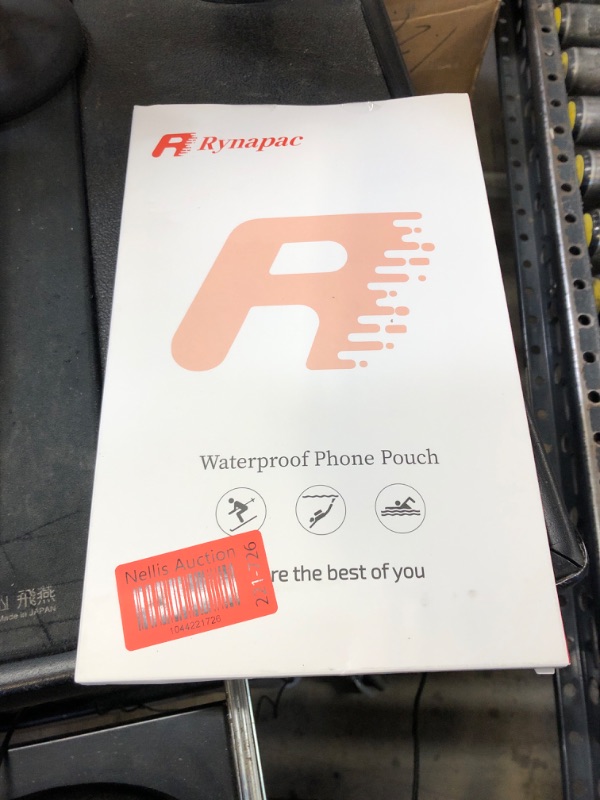 Rynapac
Waterproof Phone Pouch
re the best of you
Nellis Auction
1044221726
飛燕
Made in JAPAN